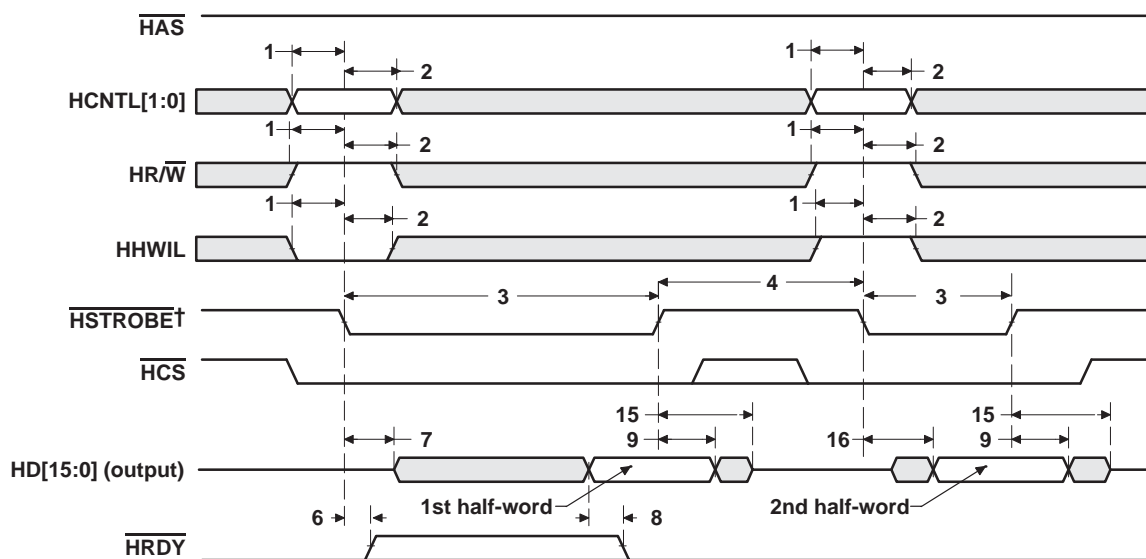 HAS
1 1
2 2
HCNTL[1:0]
1 1
2 2
HR/W
1 1
2 2
HHWIL
3 4 3
HSTROBE†
HCS
15 15
7 9 16 9
HD[15:0] (output)
1st half-word 2nd half-word
6 8
HRDY